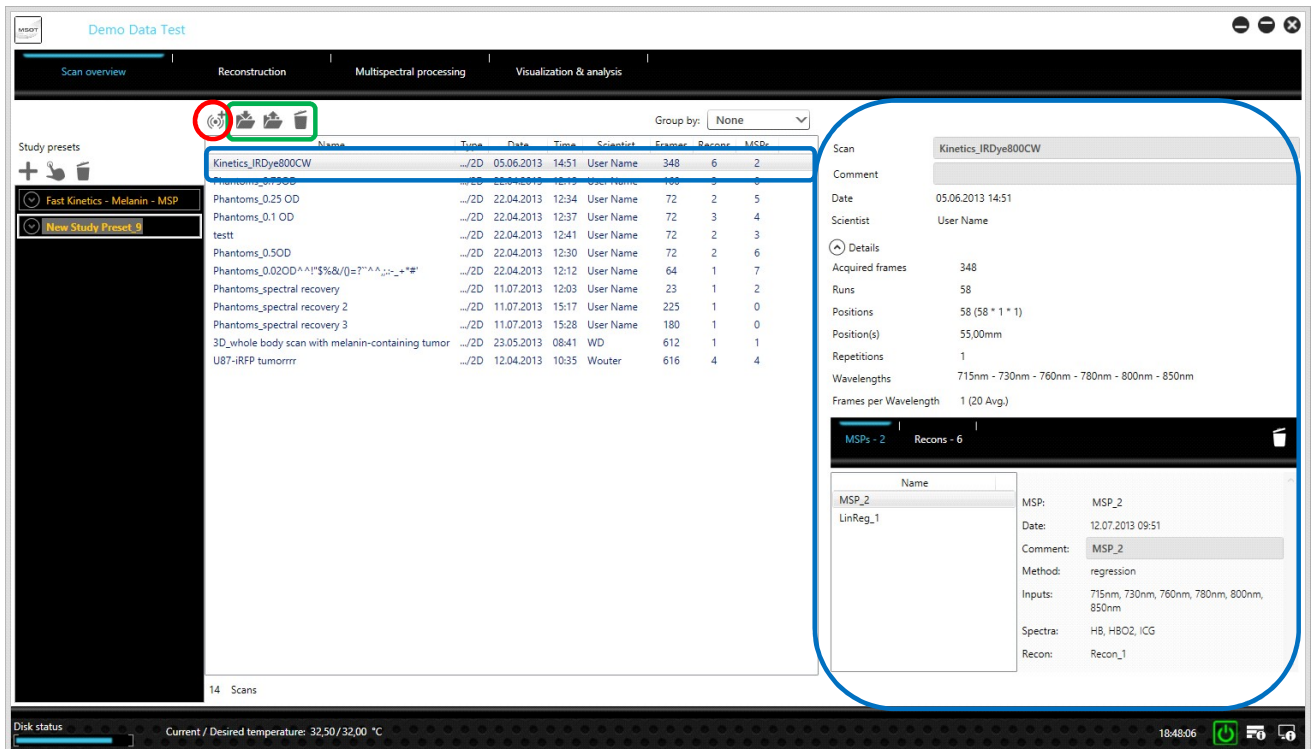 MSOT
Demo Data Test
Scan overview
Reconstruction
Multispectral processing
Visualization & analysis
Group by: None
Study presets
Fast Kinetics - Melanin - MSP
New Study Preset_9
Name Type Date Time Scientist Frames Recons MSPs
Kinetics_IRDye800CW .../2D 05.06.2013 14:51 User Name 348 6 2
Phantoms_0.75OD .../2D 22.04.2013 User Name
Phantoms_0.25 OD .../2D 22.04.2013 12:34 User Name 72 2 5
Phantoms_0.1 OD .../2D 22.04.2013 12:37 User Name 72 3 4
testt .../2D 22.04.2013 12:41 User Name 72 2 3
Phantoms_0.5OD .../2D 22.04.2013 12:30 User Name 72 2 6
Phantoms_0.02OD^^!"$%&/()=?``^^,;.:-_+*#' .../2D 22.04.2013 12:12 User Name 64 1 7
Phantoms_spectral recovery .../2D 11.07.2013 12:03 User Name 23 1 2
Phantoms_spectral recovery 2 .../2D 11.07.2013 15:17 User Name 225 1 0
Phantoms_spectral recovery 3 .../2D 11.07.2013 15:28 User Name 180 1 0
3D_whole body scan with melanin-containing tumor .../2D 23.05.2013 08:41 WD 612 1 1
U87-iRFP tumorrrr .../2D 12.04.2013 10:35 Wouter 616 4 4
14 Scans
Scan Kinetics_IRDye800CW
Comment
Date 05.06.2013 14:51
Scientist User Name
Details
Acquired frames 348
Runs 58
Positions 58 (58 * 1 * 1)
Position(s) 55,00mm
Repetitions 1
Wavelengths 715nm - 730nm - 760nm - 780nm - 800nm - 850nm
Frames per Wavelength 1 (20 Avg.)
MSPs - 2 Recons - 6
Name
MSP_2
LinReg_1
MSP: MSP_2
Date: 12.07.2013 09:51
Comment: MSP_2
Method: regression
Inputs: 715nm, 730nm, 760nm, 780nm, 800nm,
850nm
Spectra: HB, HBO2, ICG
Recon: Recon_1
Disk status
Current / Desired temperature: 32,50/32,00 °C
18:48:06